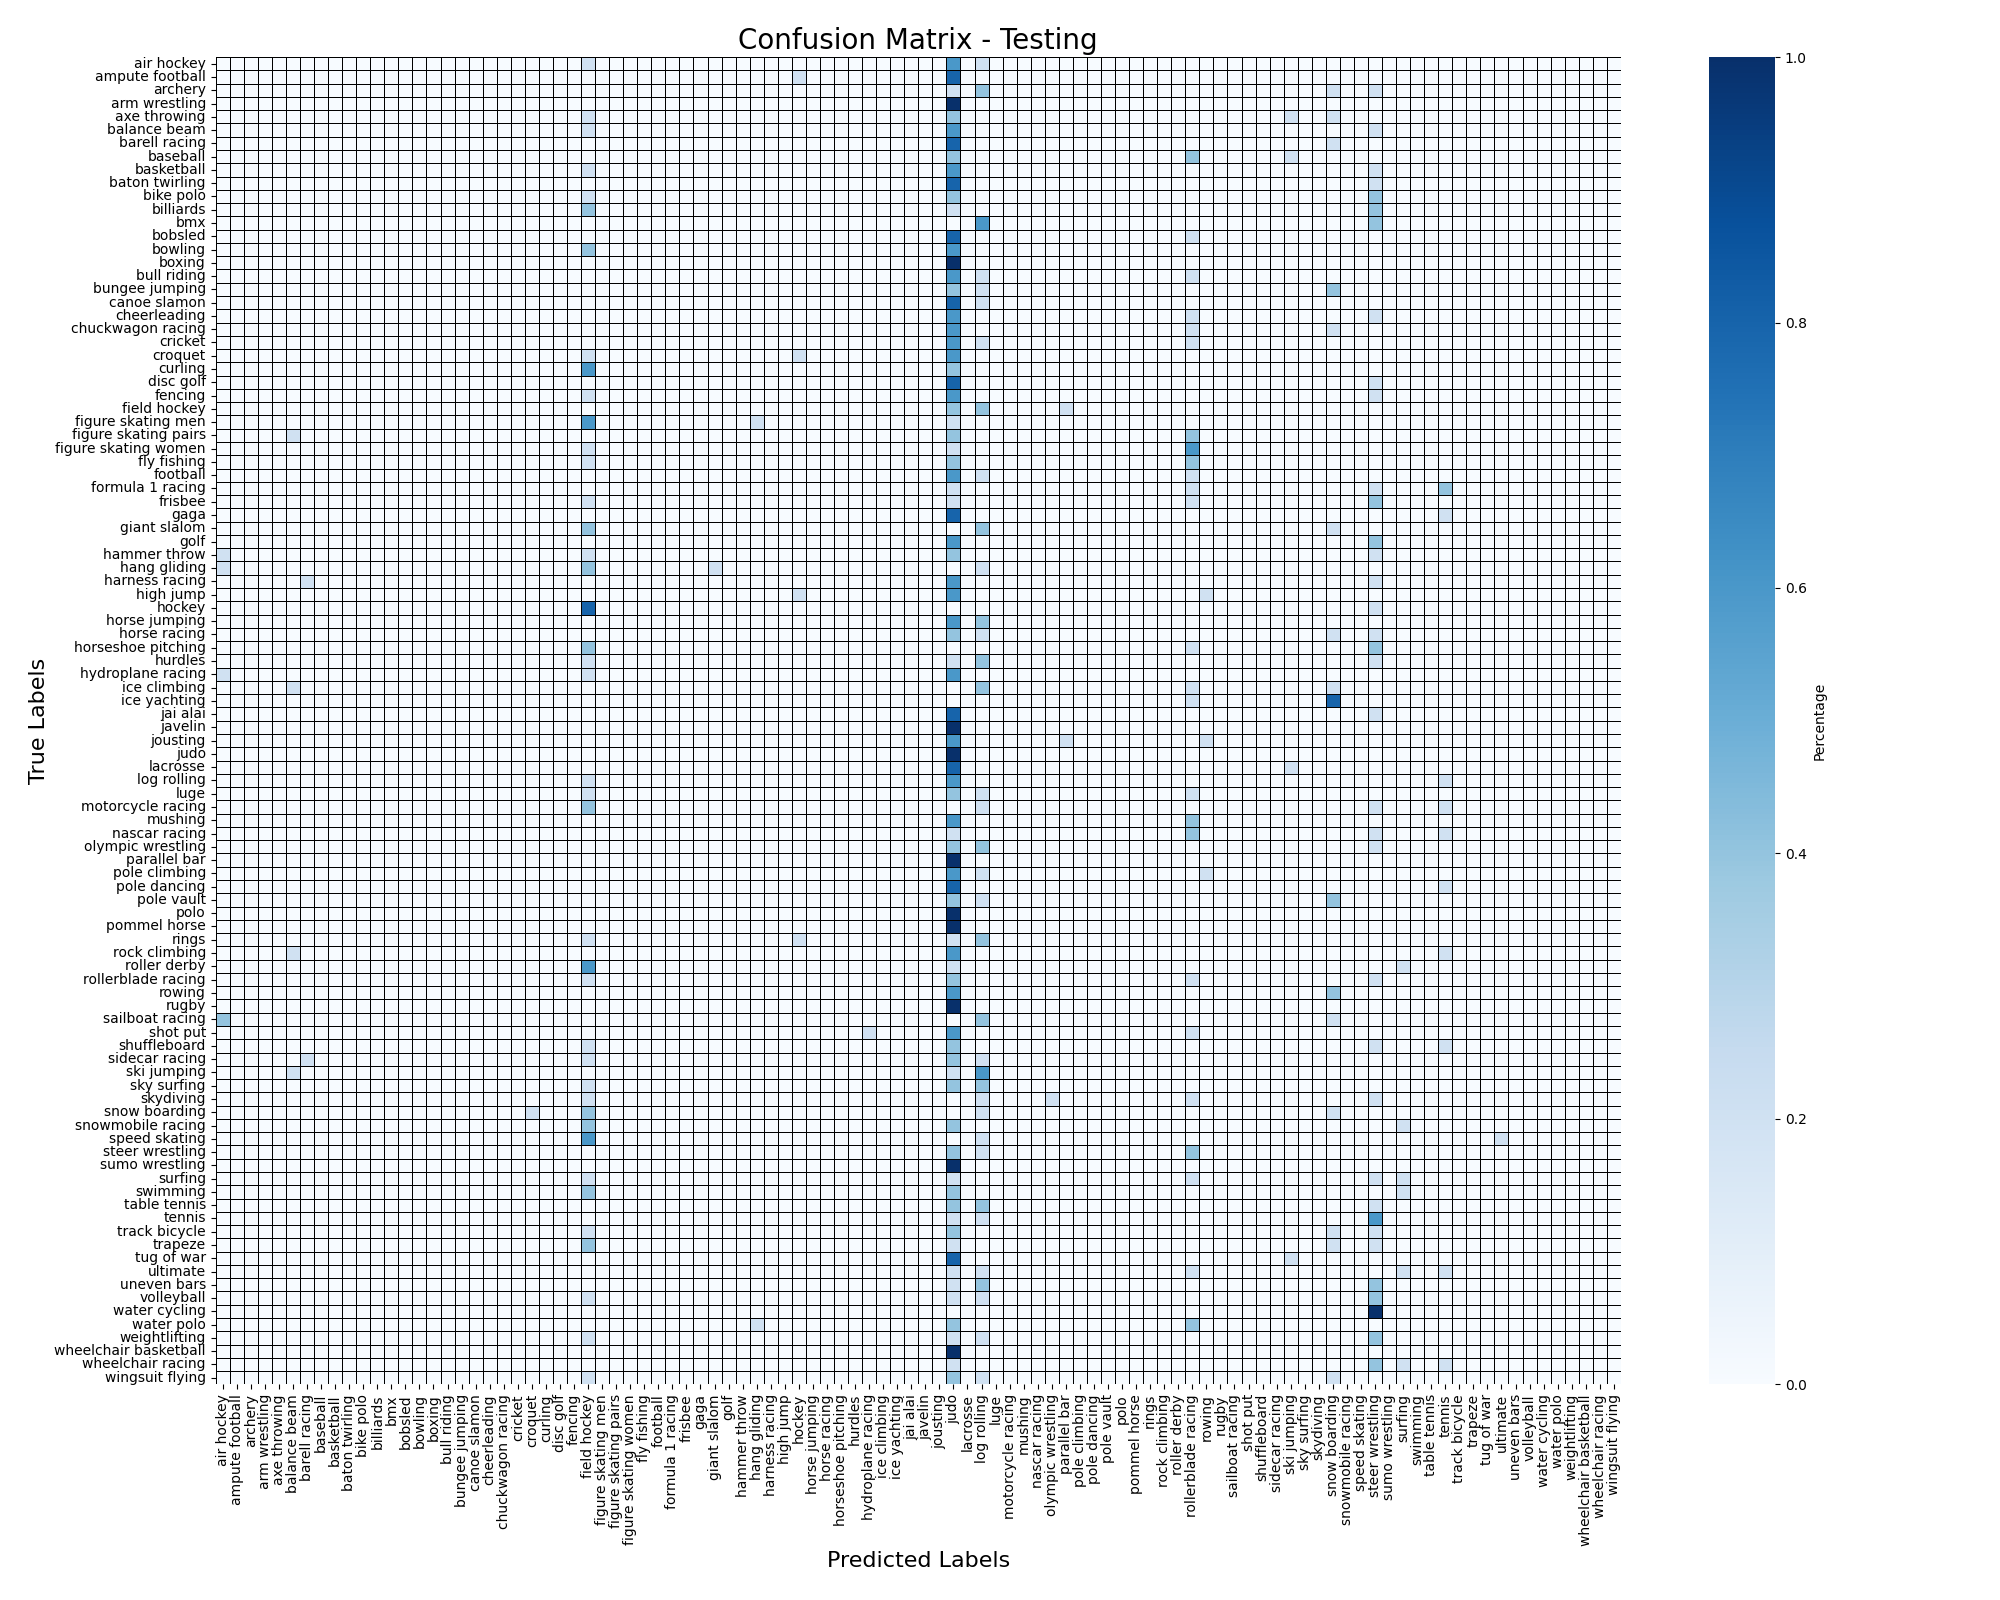 Confusion Matrix - Testing
True Labels
air hockey
ampute football
archery
arm wrestling
axe throwing
balance beam
barell racing
baseball
basketball
baton twirling
bike polo
billiards
bmx
bobsled
bowling
boxing
bull riding
bungee jumping
canoe slamon
cheerleading
chuckwagon racing
cricket
croquet
curling
disc golf
fencing
field hockey
figure skating men
figure skating pairs
figure skating women
fly fishing
football
formula 1 racing
frisbee
gaga
giant slalom
golf
hammer throw
hang gliding
harness racing
high jump
hockey
horse jumping
horse racing
horseshoe pitching
hurdles
hydroplane racing
ice climbing
ice yachting
jai alai
javelin
jousting
judo
lacrosse
log rolling
luge
motorcycle racing
mushing
nascar racing
olympic wrestling
parallel bar
pole climbing
pole dancing
pole vault
polo
pommel horse
rings
rock climbing
roller derby
rollerblade racing
rowing
rugby
sailboat racing
shot put
shuffleboard
sidecar racing
ski jumping
sky surfing
skydiving
snow boarding
snowmobile racing
speed skating
steer wrestling
sumo wrestling
surfing
swimming
table tennis
tennis
track bicycle
trapeze
tug of war
ultimate
uneven bars
volleyball
water cycling
water polo
weightlifting
wheelchair basketball
wheelchair racing
wingsuit flying
air hockey
ampute football
archery
arm wrestling
axe throwing
balance beam
barell racing
baseball
basketball
baton twirling
bike polo
billiards
bmx
bobsled
bowling
boxing
bull riding
bungee jumping
canoe slamon
cheerleading
chuckwagon racing
cricket
croquet
curling
disc golf
fencing
field hockey
figure skating men
figure skating pairs
figure skating women
fly fishing
football
formula 1 racing
frisbee
gaga
giant slalom
golf
hammer throw
hang gliding
harness racing
high jump
hockey
horse jumping
horse racing
horseshoe pitching
hurdles
hydroplane racing
ice climbing
ice yachting
jai alai
javelin
jousting
judo
lacrosse
log rolling
luge
motorcycle racing
mushing
nascar racing
olympic wrestling
parallel bar
pole climbing
pole dancing
pole vault
polo
pommel horse
rings
rock climbing
roller derby
rollerblade racing
rowing
rugby
sailboat racing
shot put
shuffleboard
sidecar racing
ski jumping
sky surfing
skydiving
snow boarding
snowmobile racing
speed skating
steer wrestling
sumo wrestling
surfing
swimming
table tennis
tennis
track bicycle
trapeze
tug of war
ultimate
uneven bars
volleyball
water cycling
water polo
weightlifting
wheelchair basketball
wheelchair racing
wingsuit flying
Predicted Labels
1.0
0.8
0.6
0.4
0.2
0.0
Percentage